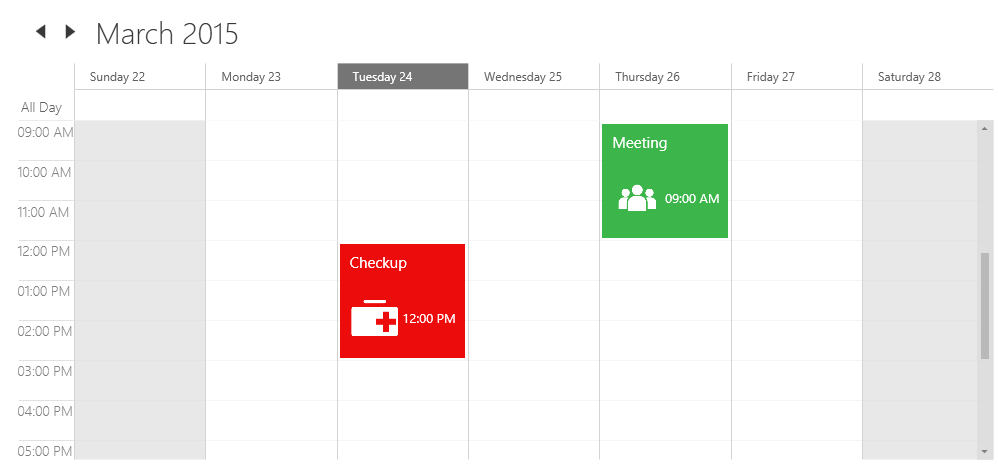 March 2015
Sunday 22 Monday 23 Tuesday 24 Wednesday 25 Thursday 26 Friday 27 Saturday 28
All Day
09:00 AM
Meeting
10:00 AM
09:00 AM
11:00 AM
12:00 PM
Checkup
01:00 PM
12:00 PM
02:00 PM
03:00 PM
04:00 PM
05:00 PM